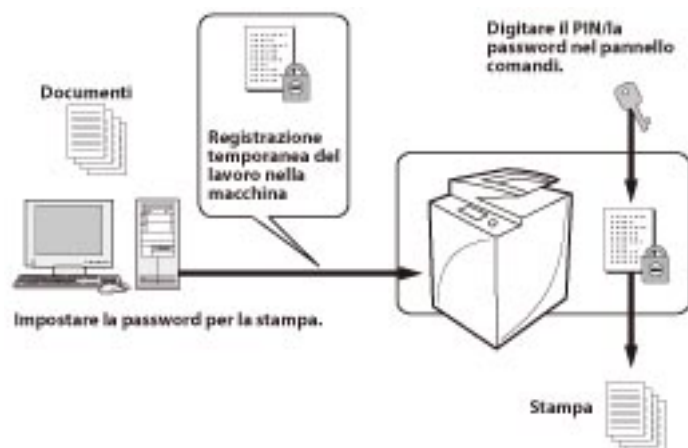 Digitare il PIN/la
password nel pannello
comandi.
Documenti
Registrazione
temporanea del
lavoro nella
macchina
Impostare la password per la stampa.
Stampa